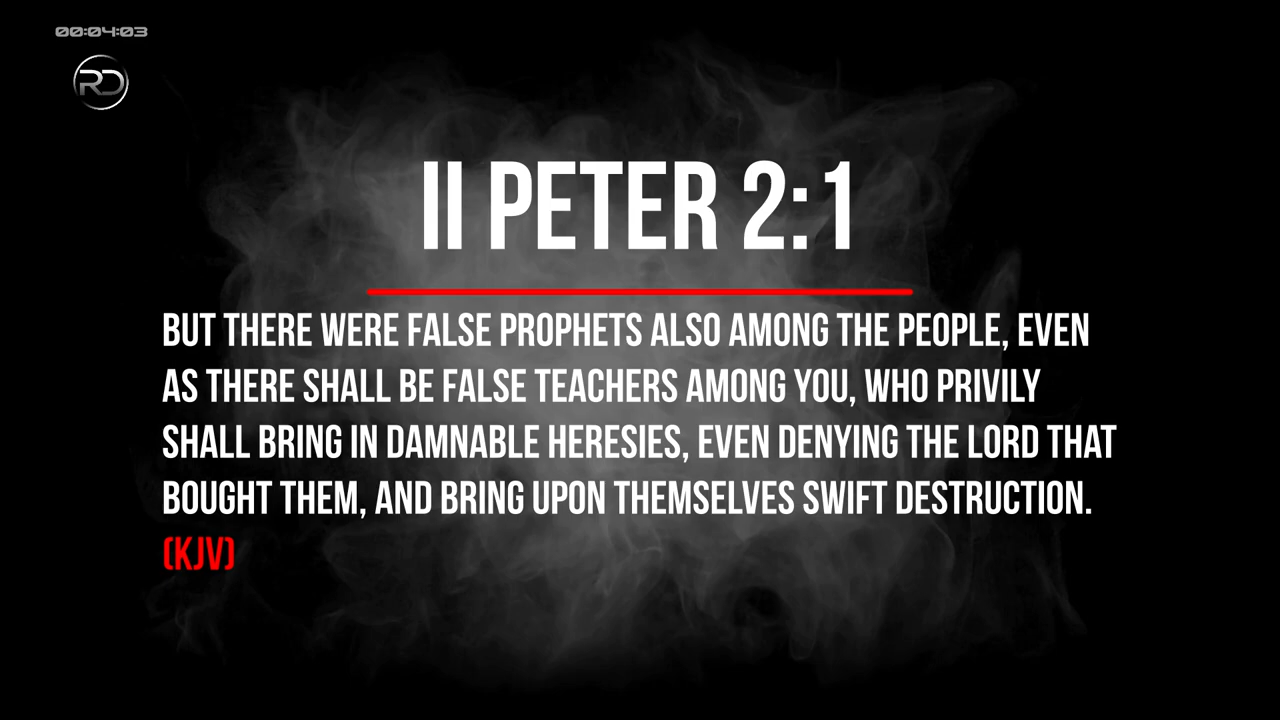 00:04:03
RD
II PETER 2:1
BUT THERE WERE FALSE PROPHETS ALSO AMONG THE PEOPLE, EVEN
AS THERE SHALL BE FALSE TEACHERS AMONG YOU, WHO PRIVILY
SHALL BRING IN DAMNABLE HERESIES, EVEN DENYING THE LORD THAT
BOUGHT THEM, AND BRING UPON THEMSELVES SWIFT DESTRUCTION.
(KJV)